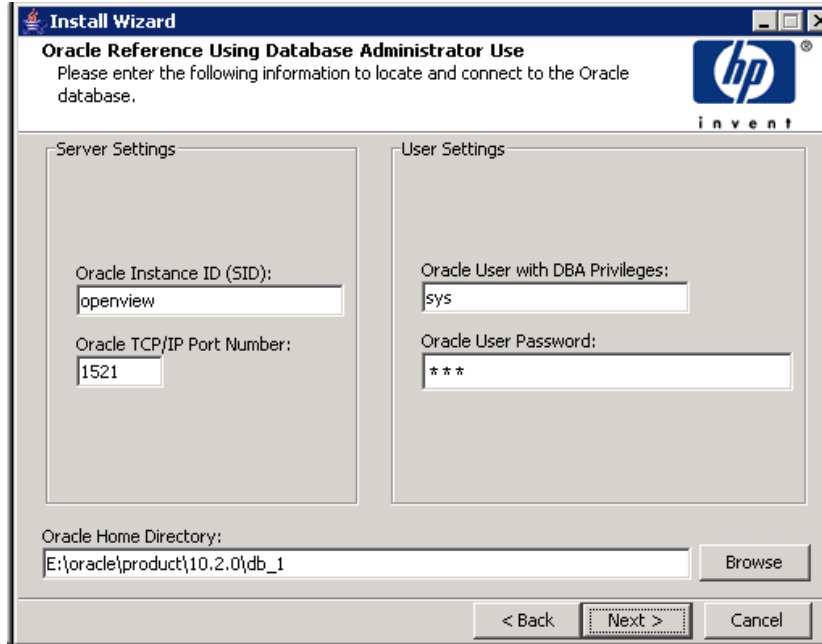 Install Wizard
Oracle Reference Using Database Administrator Use
Please enter the following information to locate and connect to the Oracle
database.
hp
®
invent
Server Settings
Oracle Instance ID (SID):
openview
Oracle TCP/IP Port Number:
1521
User Settings
Oracle User with DBA Privileges:
sys
Oracle User Password:
***
Oracle Home Directory:
E:\oracle\product\10.2.0\db_1
Browse
< Back
Next >
Cancel